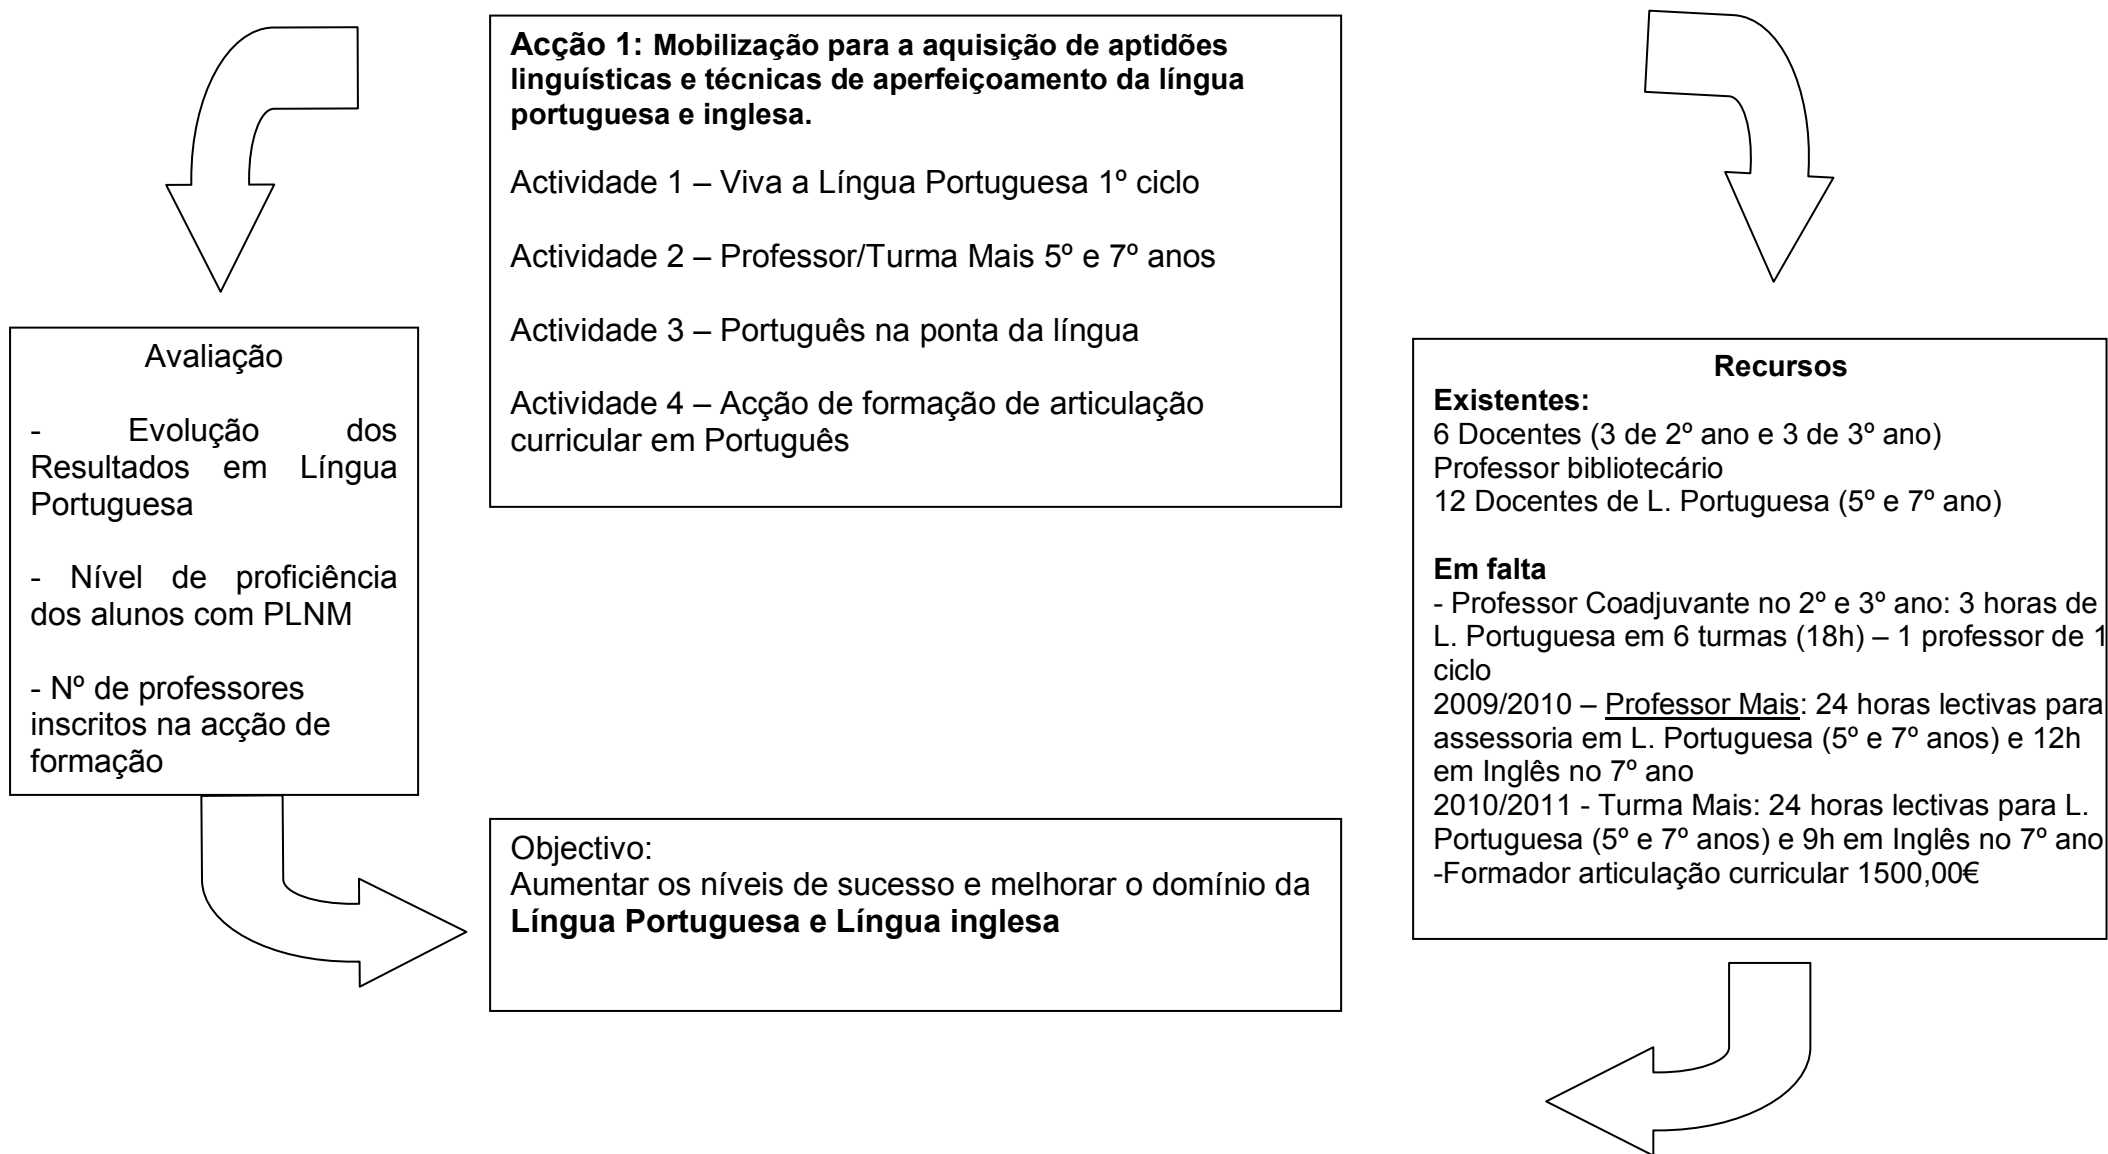 Acção 1: Mobilização para a aquisição de aptidões
linguísticas e técnicas de aperfeiçoamento da língua
portuguesa e inglesa.
Actividade 1 – Viva a Língua Portuguesa 1º ciclo
Actividade 2 – Professor/Turma Mais 5º e 7º anos
Actividade 3 – Português na ponta da língua
Actividade 4 – Acção de formação de articulação
curricular em Português
Avaliação
- Evolução dos
Resultados em Língua
Portuguesa
- Nível de proficiência
dos alunos com PLNM
- Nº de professores
inscritos na acção de
formação
Recursos
Existentes:
6 Docentes (3 de 2º ano e 3 de 3º ano)
Professor bibliotecário
12 Docentes de L. Portuguesa (5º e 7º ano)
Em falta
- Professor Coadjuvante no 2º e 3º ano: 3 horas de
L. Portuguesa em 6 turmas (18h) – 1 professor de 1
ciclo
2009/2010 – Professor Mais: 24 horas lectivas para
assessoria em L. Portuguesa (5º e 7º anos) e 12h
em Inglês no 7º ano
2010/2011 - Turma Mais: 24 horas lectivas para L.
Portuguesa (5º e 7º anos) e 9h em Inglês no 7º ano
-Formador articulação curricular 1500,00€
Objectivo:
Aumentar os níveis de sucesso e melhorar o domínio da
Língua Portuguesa e Língua inglesa